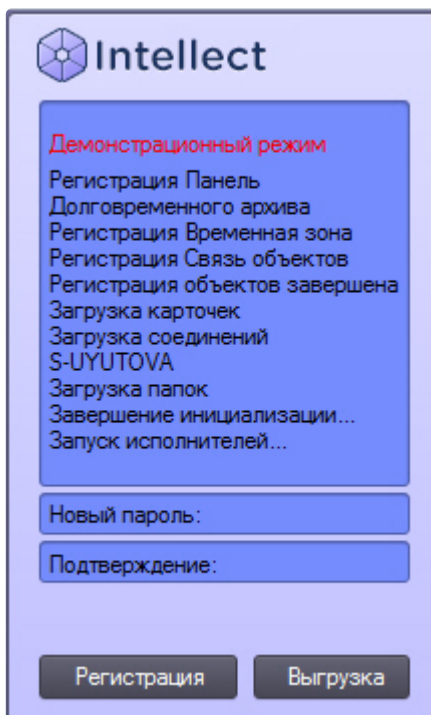 Intellect
Демонстрационный режим
Регистрация Панель
Долговременного архива
Регистрация Временная зона
Регистрация Связь объектов
Регистрация объектов завершена
Загрузка карточек
Загрузка соединений
S-UYUTOVA
Загрузка папок
Завершение инициализации...
Запуск исполнителей...
Новый пароль:
Подтверждение:
Регистрация Выгрузка